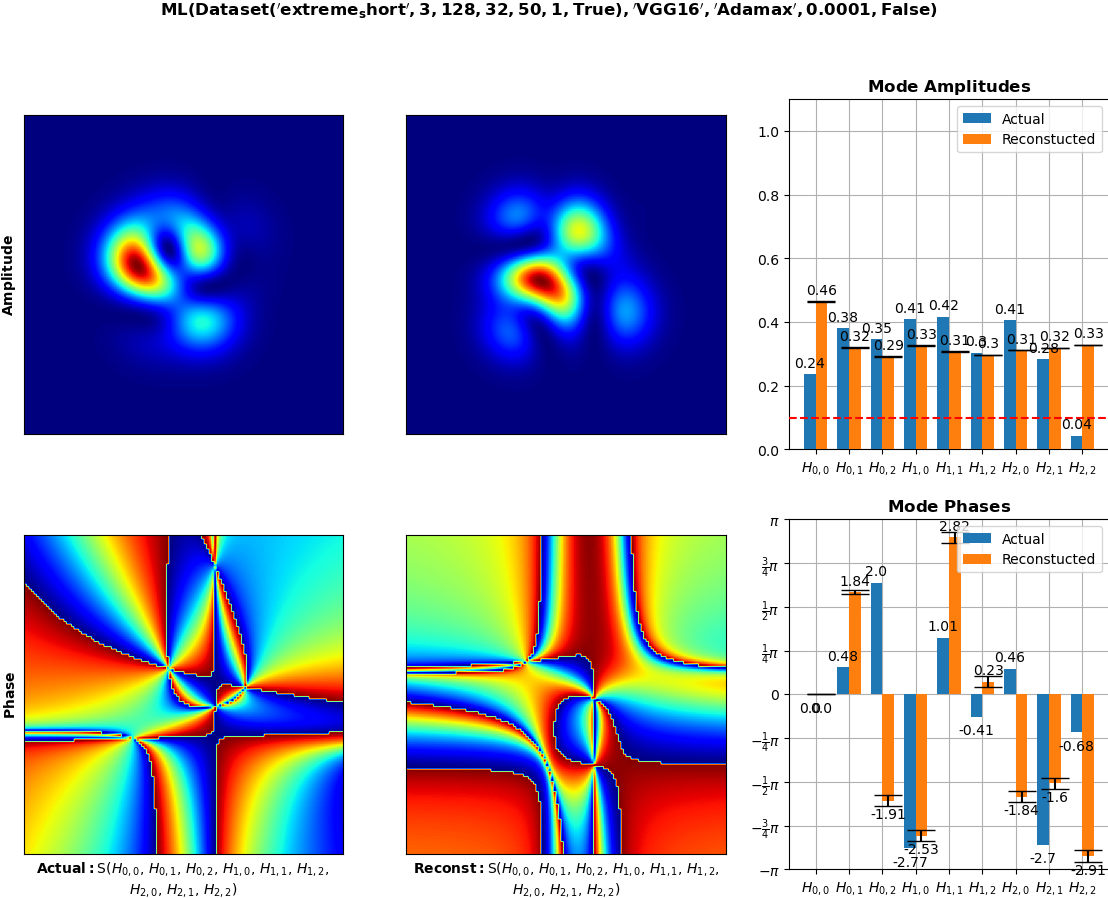 ML(Dataset('extreme_short', 3, 128, 32, 50, 1, True), 'VGG16', 'Adamax', 0.0001, False)
Amplitude
Mode Amplitudes
Actual
Reconstucted
1.0
0.8
0.6
0.4
0.2
0.0
0.24
0.46
0.38
0.32
0.35
0.29
0.41
0.33
0.42
0.31
0.3
0.3
0.41
0.31
0.28
0.32
0.04
0.33
H0,0 H0,1 H0,2 H1,0 H1,1 H1,2 H2,0 H2,1 H2,2
Phase
Actual: S(H0,0, H0,1, H0,2, H1,0, H1,1, H1,2,
H2,0, H2,1, H2,2)
Reconst: S(H0,0, H0,1, H0,2, H1,0, H1,1, H1,2,
H2,0, H2,1, H2,2)
Mode Phases
Actual
Reconstucted
π
3/4π
1/2π
1/4π
0
−1/4π
−1/2π
−3/4π
−π
0.0
0.0
0.48
1.84
2.0
-1.91
-2.77
-2.53
1.01
2.82
-0.41
0.23
0.46
-1.84
-2.7
-1.6
-0.68
-2.91
H0,0 H0,1 H0,2 H1,0 H1,1 H1,2 H2,0 H2,1 H2,2